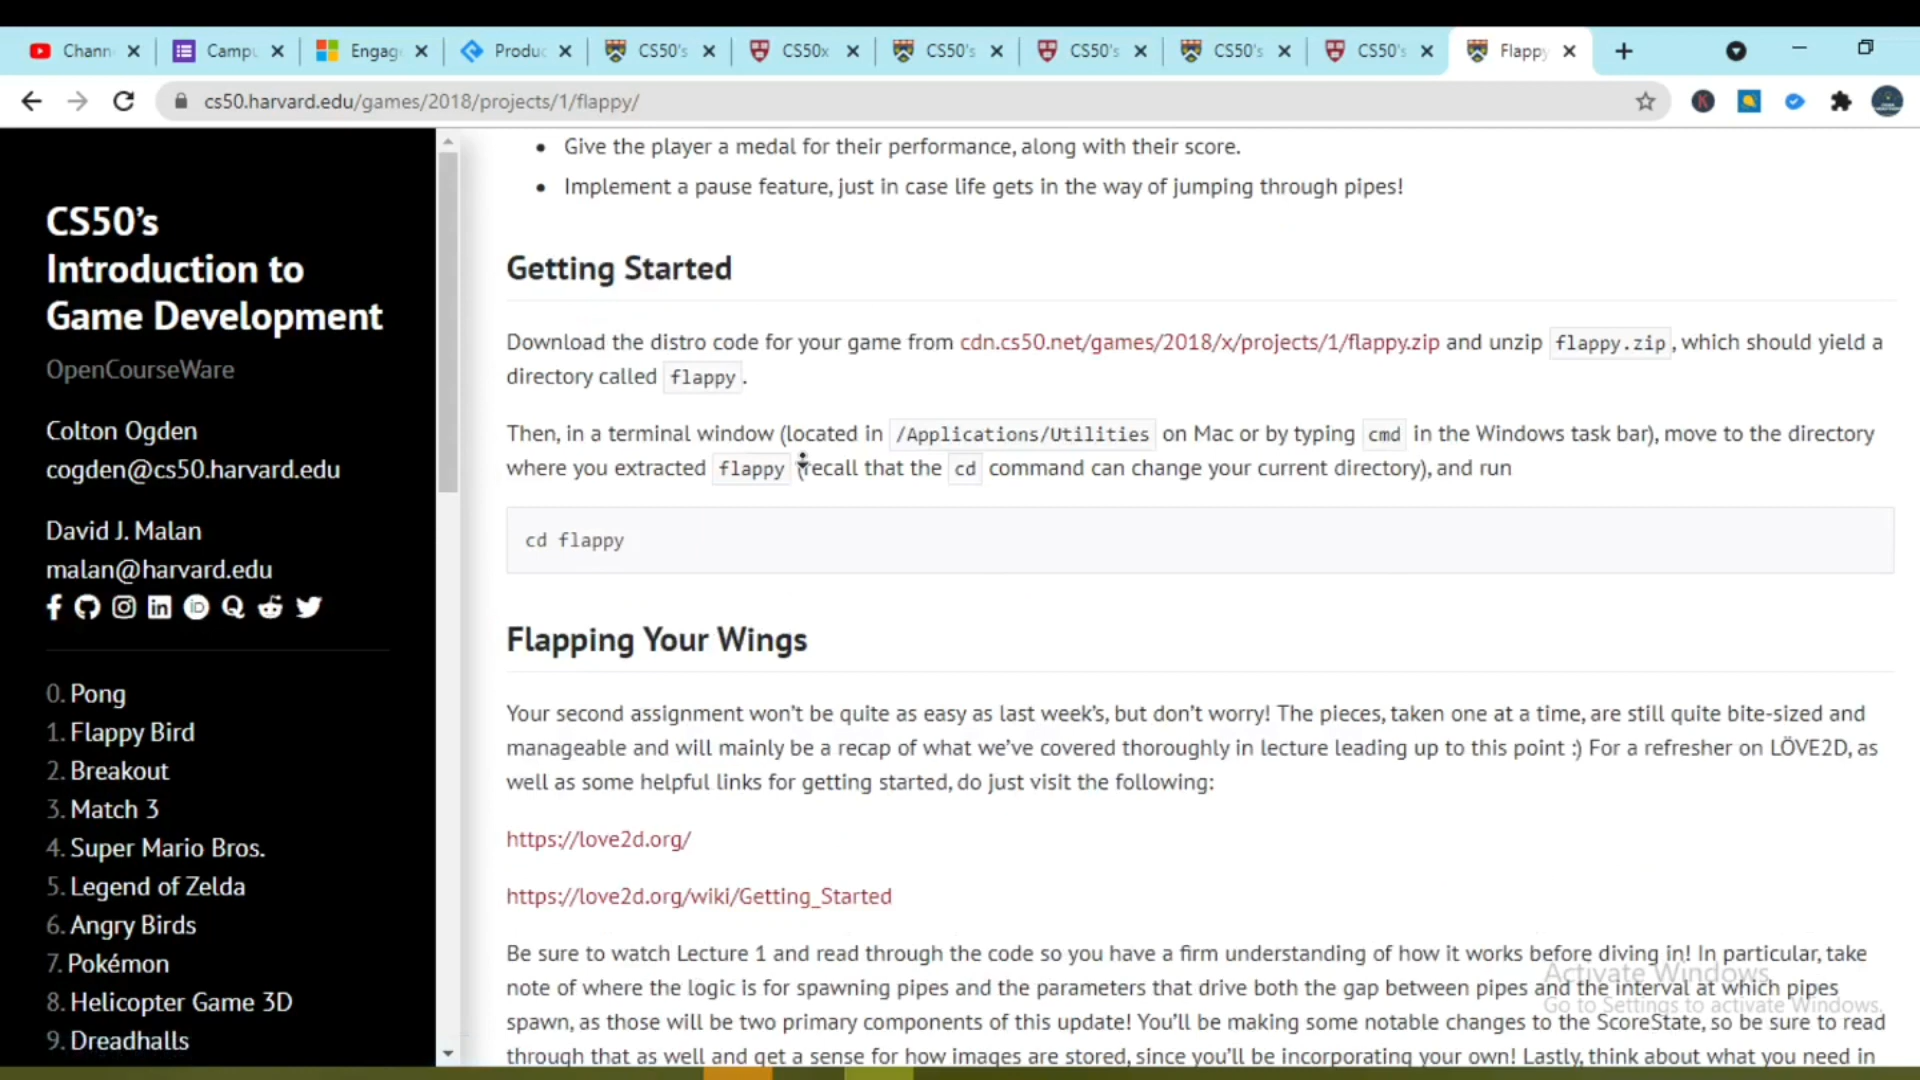 Chann
Campu
Engag
Produc
CS50's
CS50x
CS50's
CS50's
CS50's
CS50's
Flappy
cs50.harvard.edu/games/2018/projects/1/flappy/
CS50's
Introduction to
Game Development
OpenCourseWare
Colton Ogden
cogden@cs50.harvard.edu
David J. Malan
malan@harvard.edu
0. Pong
1. Flappy Bird
2. Breakout
3. Match 3
4. Super Mario Bros.
5. Legend of Zelda
6. Angry Birds
7. Pokémon
8. Helicopter Game 3D
9. Dreadhalls
• Give the player a medal for their performance, along with their score.
• Implement a pause feature, just in case life gets in the way of jumping through pipes!
Getting Started
Download the distro code for your game from cdn.cs50.net/games/2018/x/projects/1/flappy.zip and unzip flappy.zip, which should yield a
directory called flappy.
Then, in a terminal window (located in /Applications/Utilities on Mac or by typing cmd in the Windows task bar), move to the directory
where you extracted flappy (recall that the cd command can change your current directory), and run
cd flappy
Flapping Your Wings
Your second assignment won't be quite as easy as last week's, but don't worry! The pieces, taken one at a time, are still quite bite-sized and
manageable and will mainly be a recap of what we've covered thoroughly in lecture leading up to this point :) For a refresher on LÖVE2D, as
well as some helpful links for getting started, do just visit the following:
https://love2d.org/
https://love2d.org/wiki/Getting_Started
Be sure to watch Lecture 1 and read through the code so you have a firm understanding of how it works before diving in! In particular, take
note of where the logic is for spawning pipes and the parameters that drive both the gap between pipes and the interval at which pipes
spawn, as those will be two primary components of this update! You'll be making some notable changes to the ScoreState, so be sure to read
through that as well and get a sense for how images are stored, since you'll be incorporating your own! Lastly, think about what you need in
Activate Windows
Go to Settings to activate Windows.